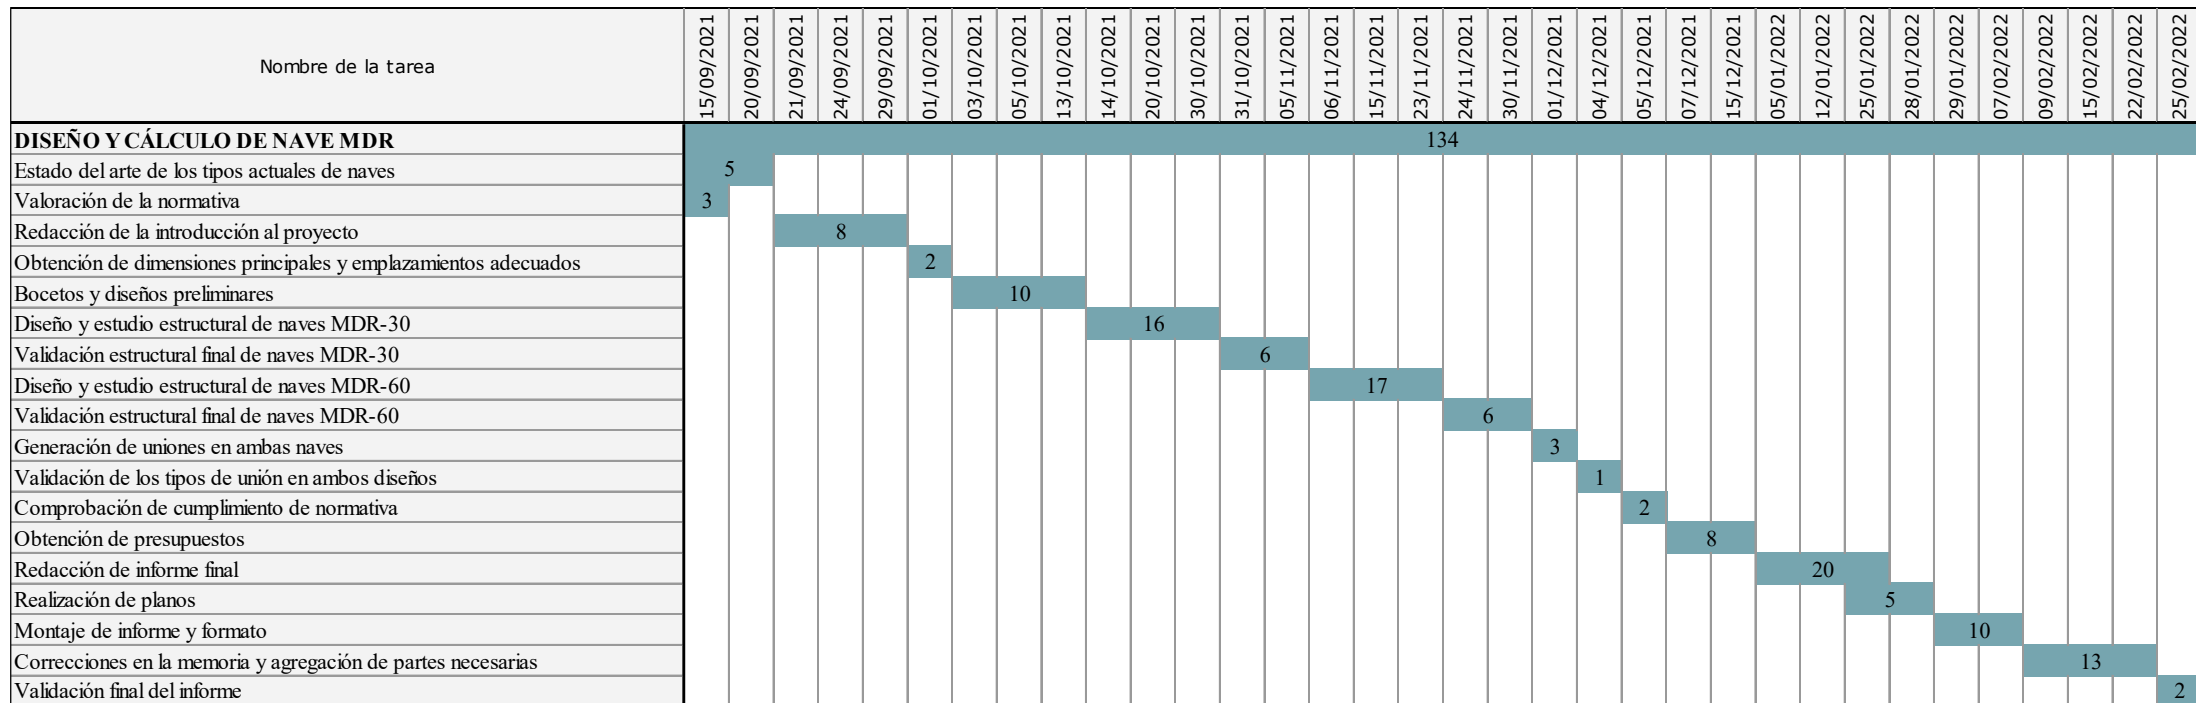 Nombre de la tarea 15/09/2021 20/09/2021 21/09/2021 24/09/2021 29/09/2021 01/10/2021 03/10/2021 05/10/2021 13/10/2021 14/10/2021 20/10/2021 30/10/2021 31/10/2021 05/11/2021 06/11/2021 15/11/2021 23/11/2021 24/11/2021 30/11/2021 01/12/2021 04/12/2021 05/12/2021 07/12/2021 15/12/2021 05/01/2022 12/01/2022 25/01/2022 28/01/2022 29/01/2022 07/02/2022 09/02/2022 15/02/2022 22/02/2022 25/02/2022
DISEÑO Y CÁLCULO DE NAVE MDR 134
Estado del arte de los tipos actuales de naves 5
Valoración de la normativa 3
Redacción de la introducción al proyecto 8
Obtención de dimensiones principales y emplazamientos adecuados 2
Bocetos y diseños preliminares 10
Diseño y estudio estructural de naves MDR-30 16
Validación estructural final de naves MDR-30 6
Diseño y estudio estructural de naves MDR-60 17
Validación estructural final de naves MDR-60 6
Generación de uniones en ambas naves 3
Validación de los tipos de unión en ambos diseños 1
Comprobación de cumplimiento de normativa 2
Obtención de presupuestos 8
Redacción de informe final 20
Realización de planos 5
Montaje de informe y formato 10
Correcciones en la memoria y agregación de partes necesarias 13
Validación final del informe 2